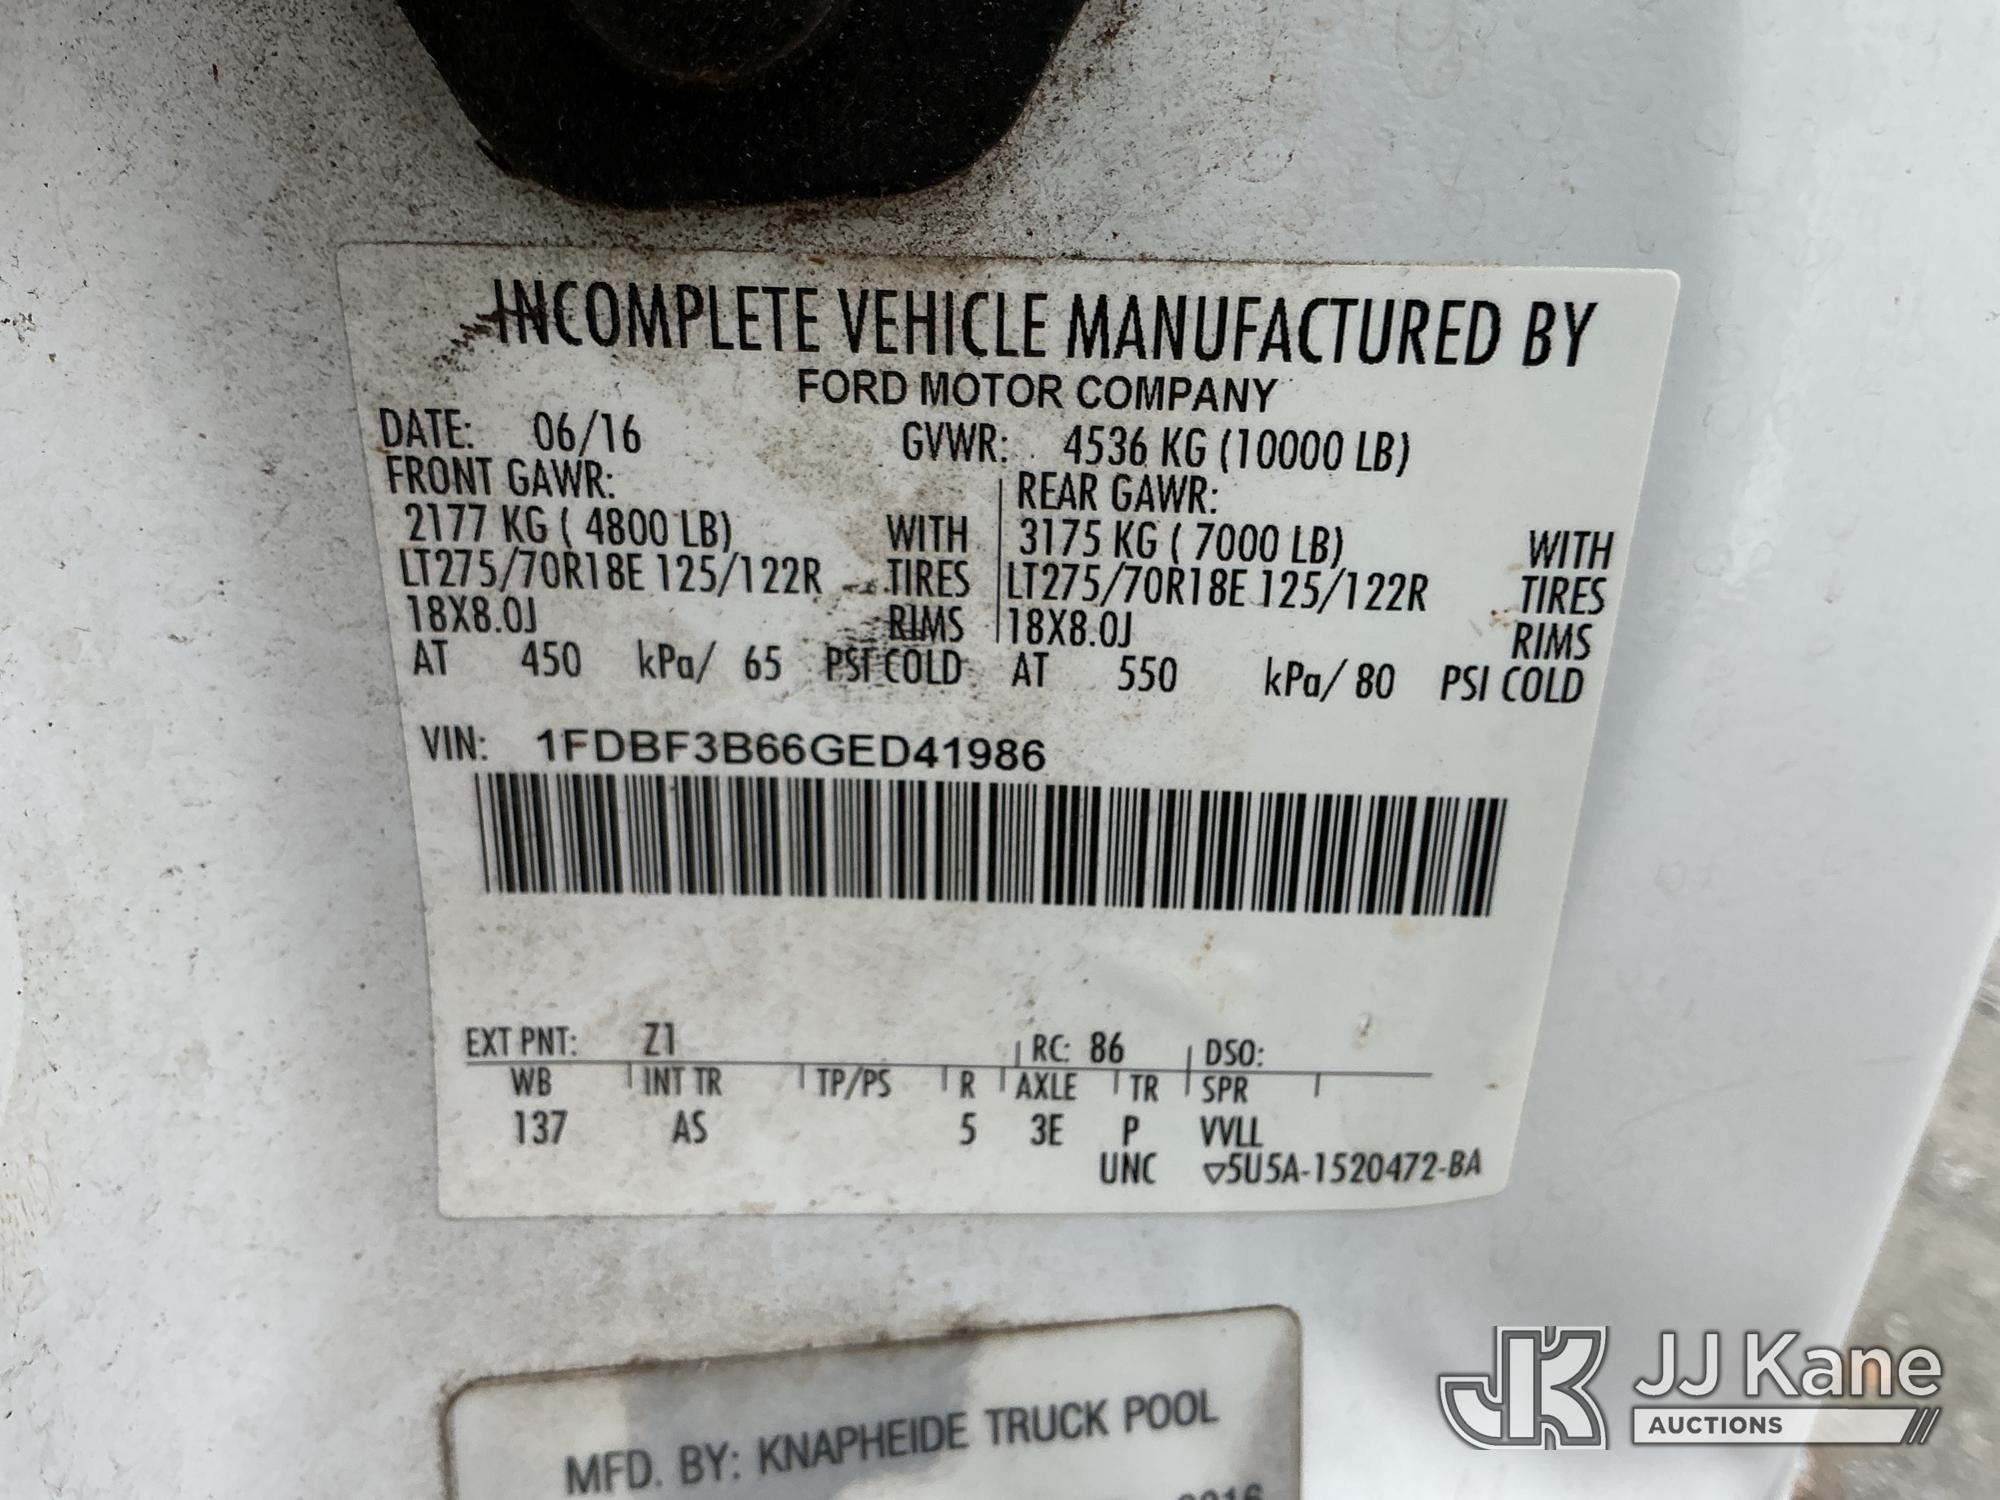 INCOMPLETE VEHICLE MANUFACTURED BY
FORD MOTOR COMPANY
DATE: 06/16 GVWR: 4536 KG (10000 LB)
FRONT GAWR: REAR GAWR:
2177 KG ( 4800 LB) WITH 3175 KG ( 7000 LB) WITH
LT275/70R18E 125/122R TIRES LT275/70R18E 125/122R TIRES
18X8.0J RIMS 18X8.0J RIMS
AT 450 kPa/ 65 PSI COLD AT 550 kPa/ 80 PSI COLD
VIN: 1FDBF3B66GED41986
EXT PNT: Z1 RC: 86 DSO:
WB INT TR TP/PS R AXLE TR SPR
137 AS 5 3E P VVLL
UNC ▽5U5A-1520472-BA
MFD. BY: KNAPHEIDE TRUCK POOL
JK JJ Kane
AUCTIONS